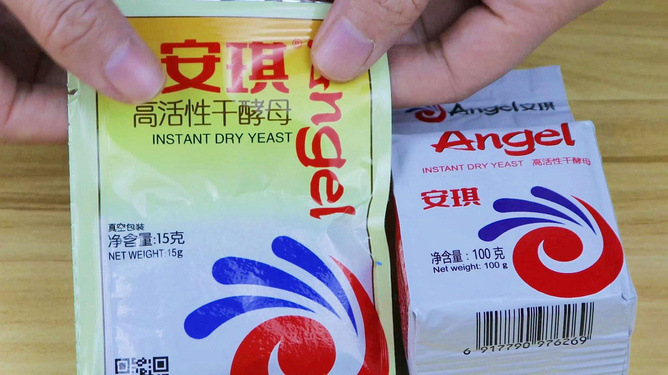 安琪®
高活性干酵母
INSTANT DRY YEAST
Angel
真空包装
净含量:15克
NET WEIGHT: 15g
Angel安琪
Angel
INSTANT DRY YEAST 高活性干酵母
安琪
净含量: 100克
Net weight: 100 g
Angel
6 917790 976269